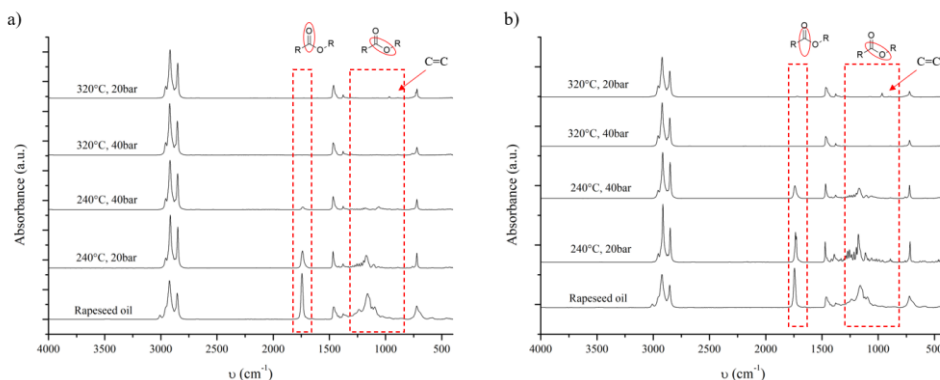 a)
O
R
O
R
O
R
O
R
C=C
320°C, 20bar
320°C, 40bar
240°C, 40bar
240°C, 20bar
Rapeseed oil
Absorbance (a.u.)
4000 3500 3000 2500 2000 1500 1000 500
υ (cm⁻¹)
b)
O
R
O
R
O
R
O
R
C=C
320°C, 20bar
320°C, 40bar
240°C, 40bar
240°C, 20bar
Rapeseed oil
Absorbance (a.u.)
4000 3500 3000 2500 2000 1500 1000 500
υ (cm⁻¹)